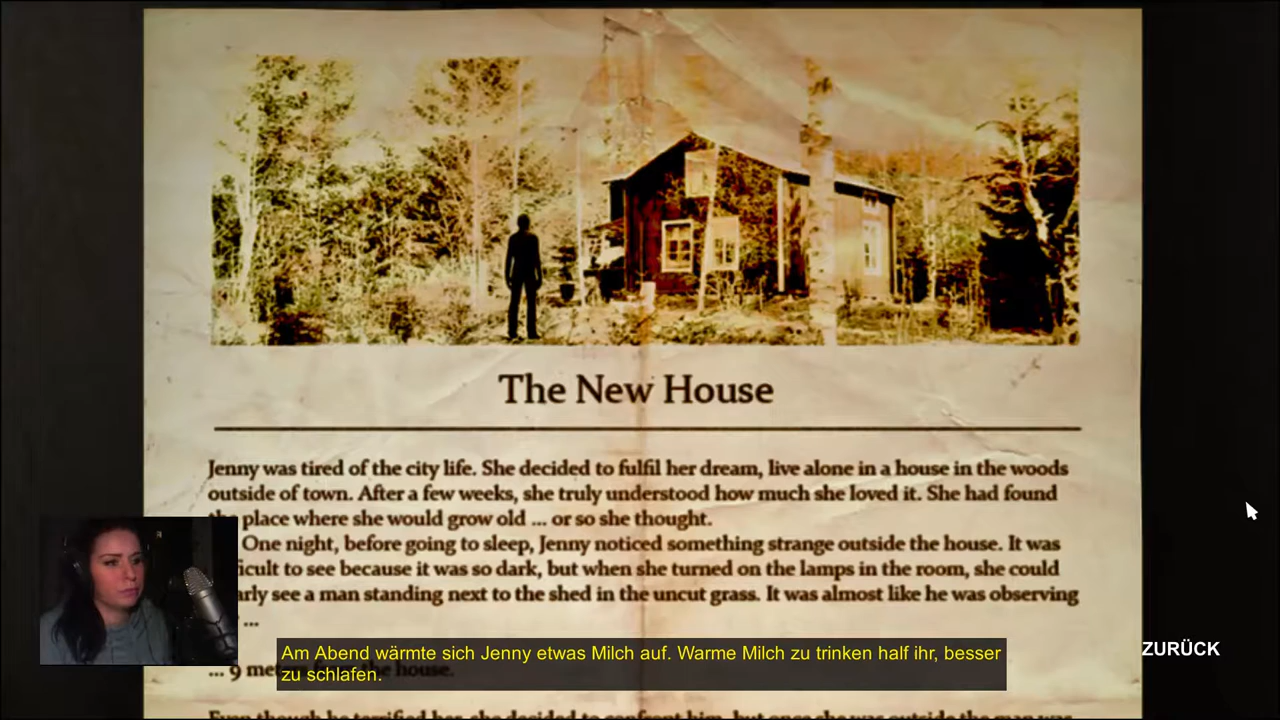 The New House
Jenny was tired of the city life. She decided to fulfil her dream, live alone in a house in the woods
outside of town. After a few weeks, she truly understood how much she loved it. She had found
place where she would grow old ... or so she thought.
One night, before going to sleep, Jenny noticed something strange outside the house. It was
ficult to see because it was so dark, but when she turned on the lamps in the room, she could
arly see a man standing next to the shed in the uncut grass. It was almost like he was observing
...
Am Abend wärmte sich Jenny etwas Milch auf. Warme Milch zu trinken half ihr, besser
zu schlafen.
ZURÜCK
... 9 house.